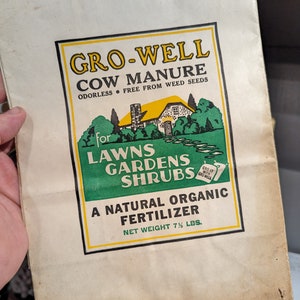 GRO-WELL
COW MANURE
ODORLESS • FREE FROM WEED SEEDS
for
LAWNS
GARDENS
SHRUBS
A NATURAL ORGANIC
FERTILIZER
NET WEIGHT 7½ LBS.